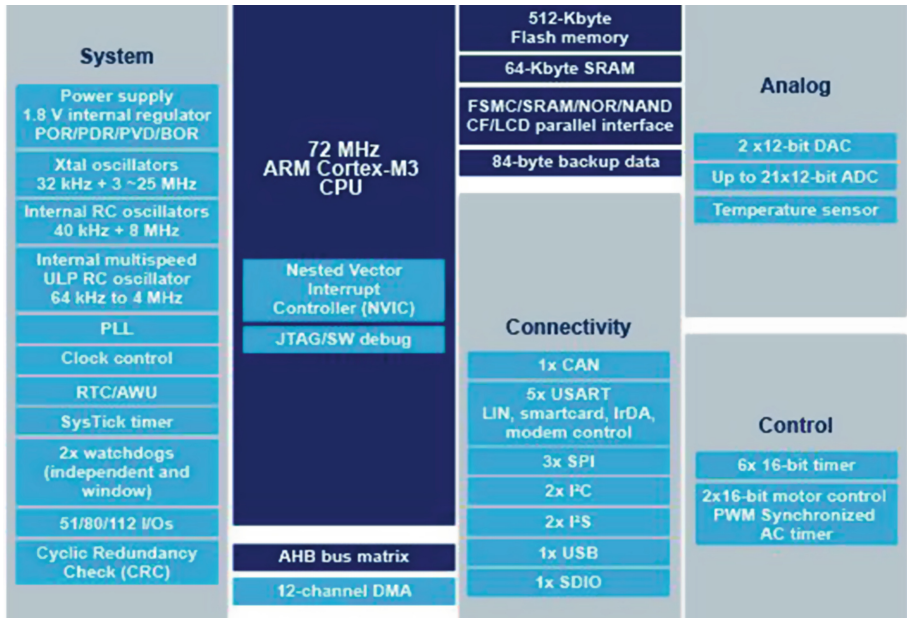 System
Power supply
1.8 V internal regulator
POR/PDR/PVD/BOR
Xtal oscillators
32 kHz + 3 ~25 MHz
Internal RC oscillators
40 kHz + 8 MHz
Internal multispeed
ULP RC oscillator
64 kHz to 4 MHz
PLL
Clock control
RTC/AWU
SysTick timer
2x watchdogs
(independent and
window)
51/80/112 I/Os
Cyclic Redundancy
Check (CRC)
72 MHz
ARM Cortex-M3
CPU
Nested Vector
Interrupt
Controller (NVIC)
JTAG/SW debug
AHB bus matrix
12-channel DMA
512-Kbyte
Flash memory
64-Kbyte SRAM
FSMC/SRAM/NOR/NAND
CF/LCD parallel interface
84-byte backup data
Connectivity
1x CAN
5x USART
LIN, smartcard, IrDA,
modem control
3x SPI
2x I²C
2x I²S
1x USB
1x SDIO
Analog
2 x12-bit DAC
Up to 21x12-bit ADC
Temperature sensor
Control
6x 16-bit timer
2x16-bit motor control
PWM Synchronized
AC timer